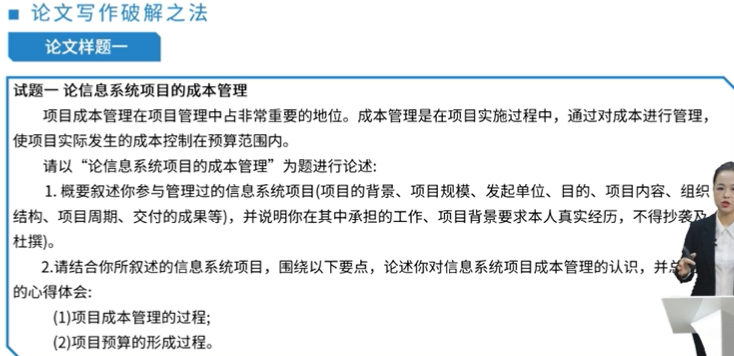 论文写作破解之法
论文样题一
试题一 论信息系统项目的成本管理
项目成本管理在项目管理中占非常重要的地位。成本管理是在项目实施过程中，通过对成本进行管理，
使项目实际发生的成本控制在预算范围内。
请以“论信息系统项目的成本管理”为题进行论述:
1. 概要叙述你参与管理过的信息系统项目(项目的背景、项目规模、发起单位、目的、项目内容、组织
结构、项目周期、交付的成果等)，并说明你在其中承担的工作、项目背景要求本人真实经历，不得抄袭及
杜撰)。
2.请结合你所叙述的信息系统项目，围绕以下要点，论述你对信息系统项目成本管理的认识，并总
的心得体会:
(1)项目成本管理的过程;
(2)项目预算的形成过程。